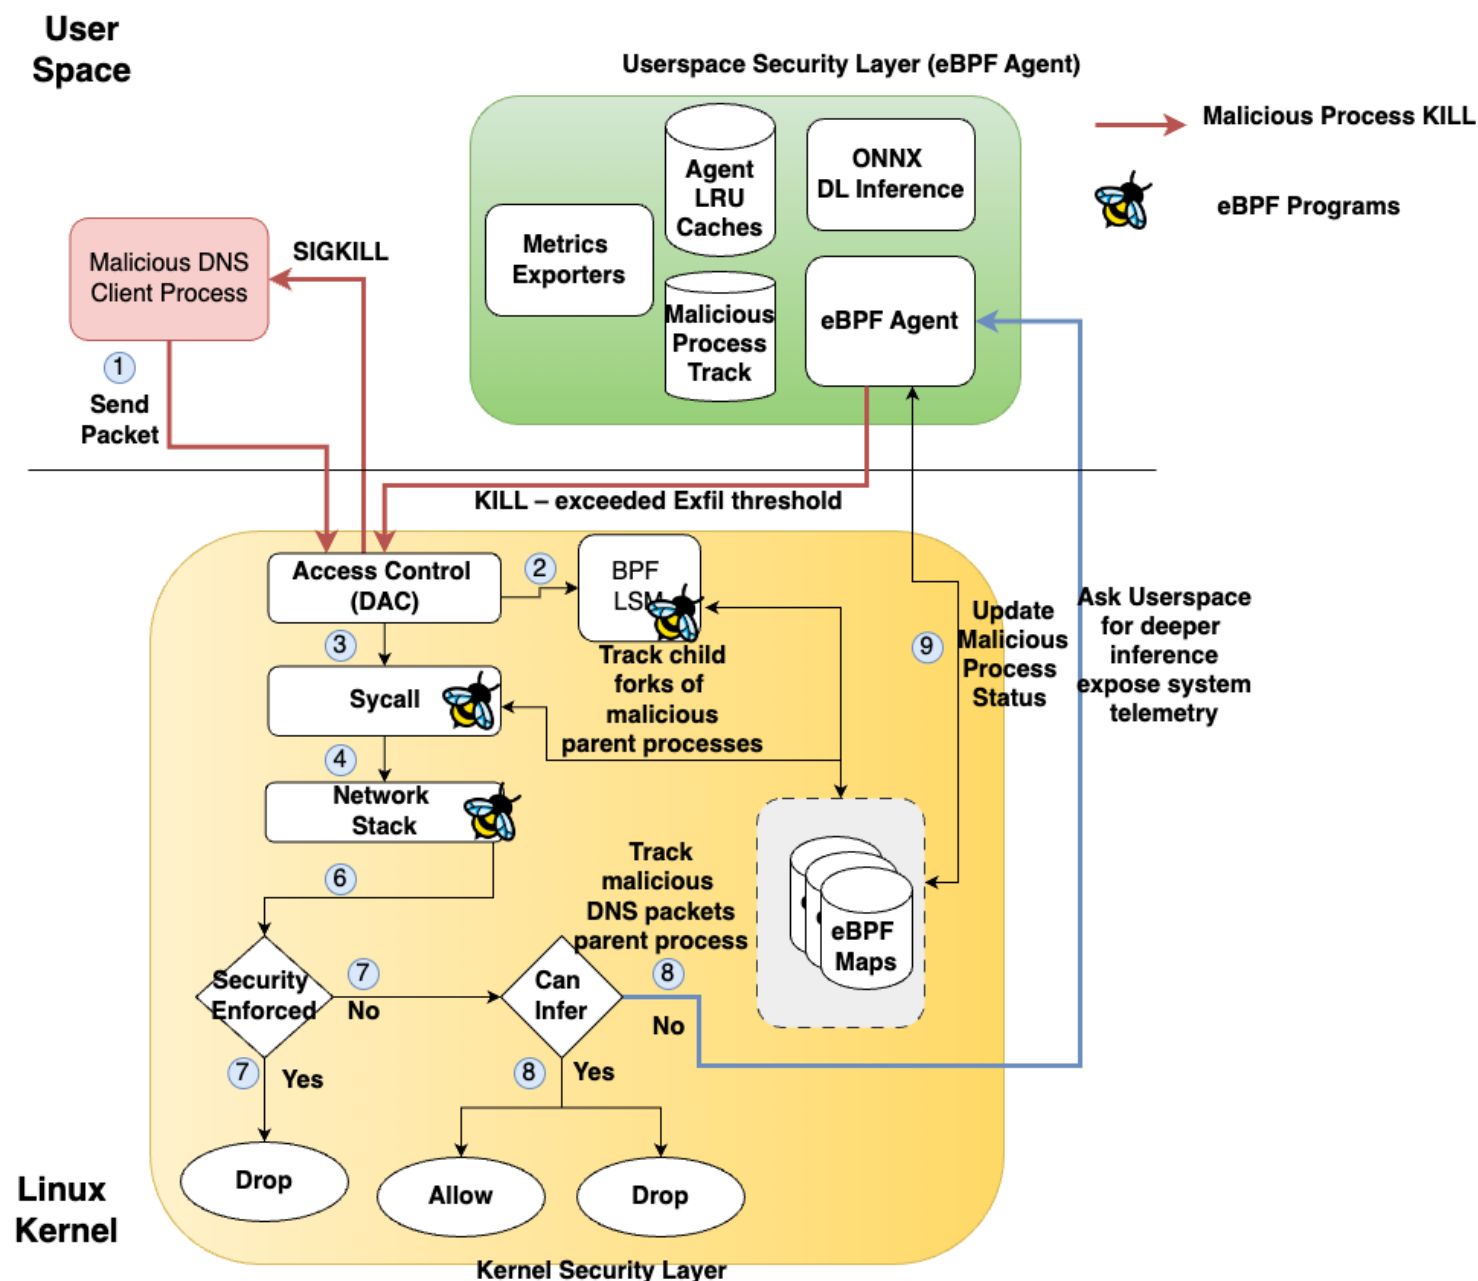 User
Space
Userspace Security Layer (eBPF Agent)
Malicious Process KILL
eBPF Programs
Agent
LRU
Caches
ONNX
DL Inference
Metrics
Exporters
Malicious
Process
Track
eBPF Agent
Malicious DNS
Client Process
SIGKILL
1
Send
Packet
KILL – exceeded Exfil threshold
Access Control
(DAC)
2
BPF
LSM
Track child
forks of
malicious
parent processes
3
Sycall
4
Network
Stack
9
Update
Malicious
Process
Status
Ask Userspace
for deeper
inference
expose system
telemetry
6
Track
malicious
DNS packets
parent process
eBPF
Maps
Security
Enforced
7
No
Can
Infer
8
No
7
Yes
8
Yes
Drop
Allow
Drop
Linux
Kernel
Kernel Security Layer